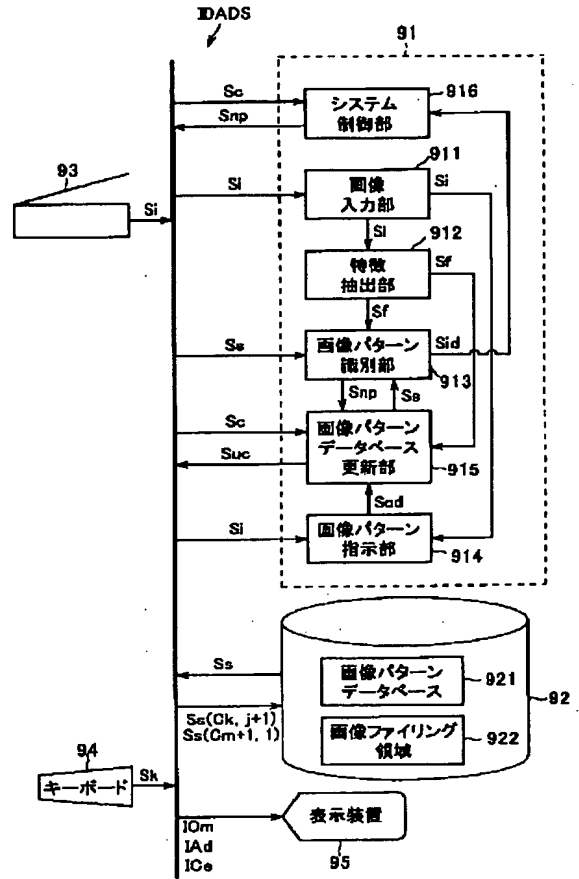 IDADS
91
Sc
Snp
システム
制御部
916
93
Si
Si
911
画像
入力部
Si
Si
912
特徴
抽出部
Sf
Sf
Ss
画像パターン
識別部
Sid
913
Snp
Ss
Sc
Suc
画像パターン
データベース
更新部
915
Sad
Si
画像パターン
指示部
914
Ss
画像パターン
データベース
921
92
Ss(Ck, j+1)
Ss(Cm+1, 1)
画像ファイリング
領域
922
94
キーボード
Sk
IOm
IAd
ICe
表示装置
95